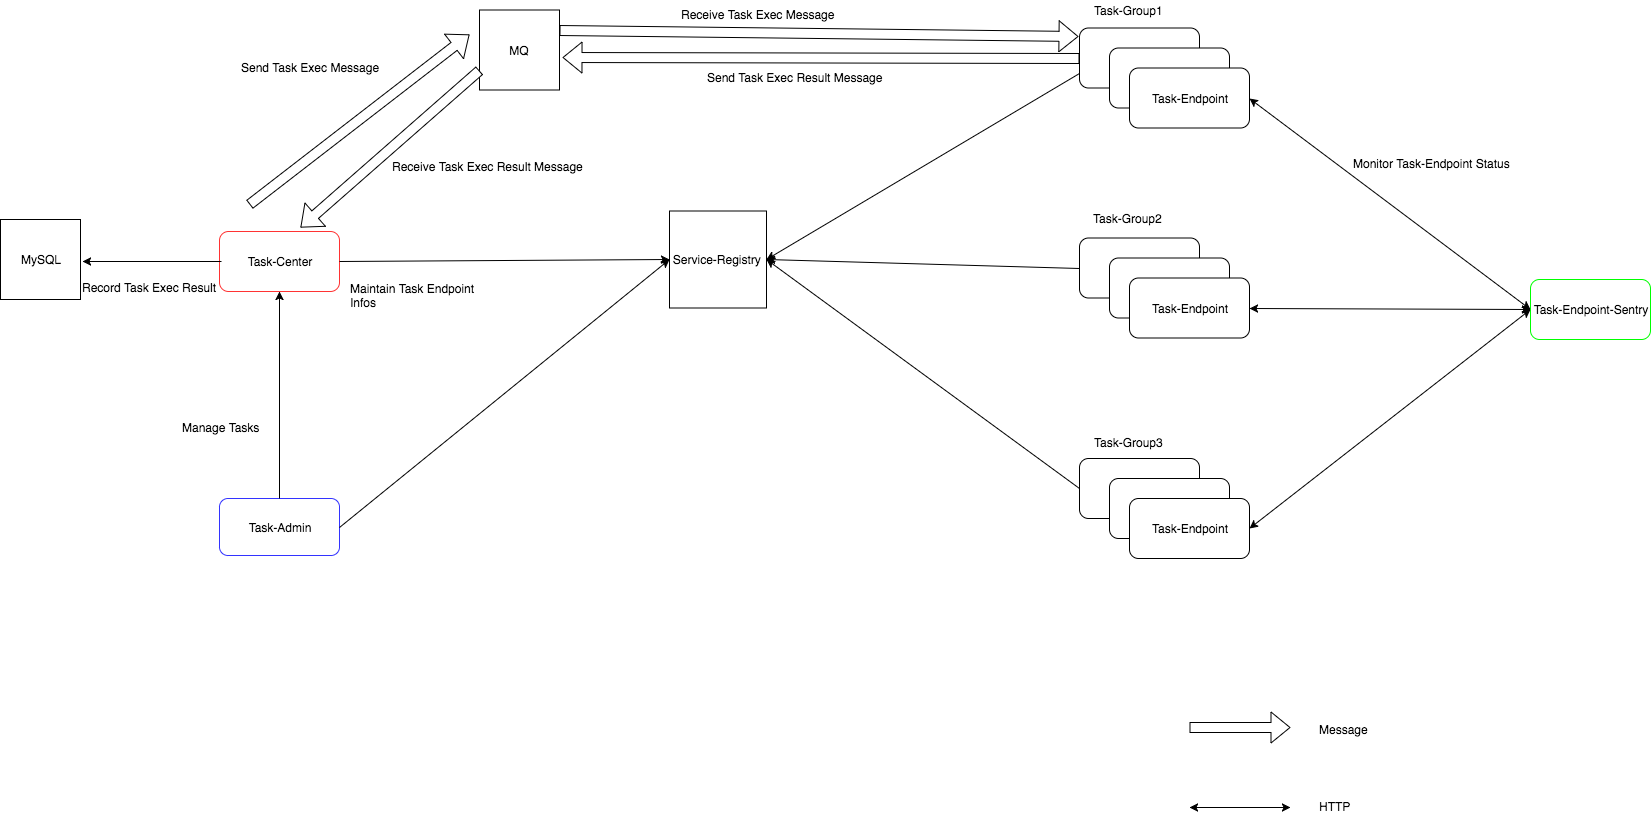 Receive Task Exec Message
Task-Group1
MQ
Send Task Exec Message
Send Task Exec Result Message
Task-Endpoint
Receive Task Exec Result Message
Monitor Task-Endpoint Status
Task-Group2
MySQL
Task-Center
Service-Registry
Record Task Exec Result
Maintain Task Endpoint
Infos
Task-Endpoint
Task-Endpoint-Sentry
Manage Tasks
Task-Group3
Task-Admin
Task-Endpoint
Message
HTTP